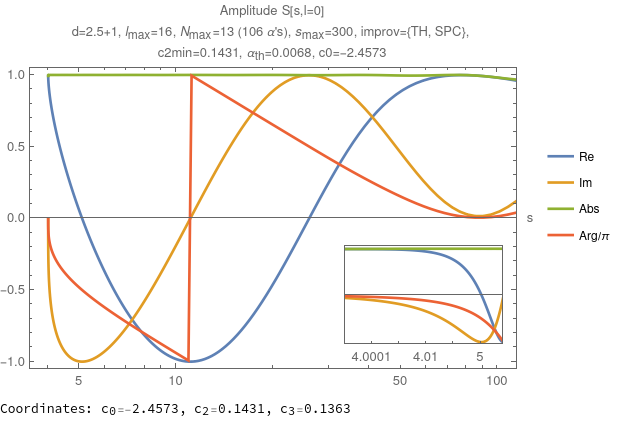 Amplitude S[s,l=0]
d=2.5+1, lmax=16, Nmax=13 (106 α's), smax=300, improv={TH, SPC},
c2min=0.1431, αth=0.0068, c0=−2.4573
1.0
0.5
0.0
−0.5
−1.0
5
10
50
100
s
4.0001
4.01
5
Re
Im
Abs
Arg/π
Coordinates: c0=−2.4573, c2=0.1431, c3=0.1363